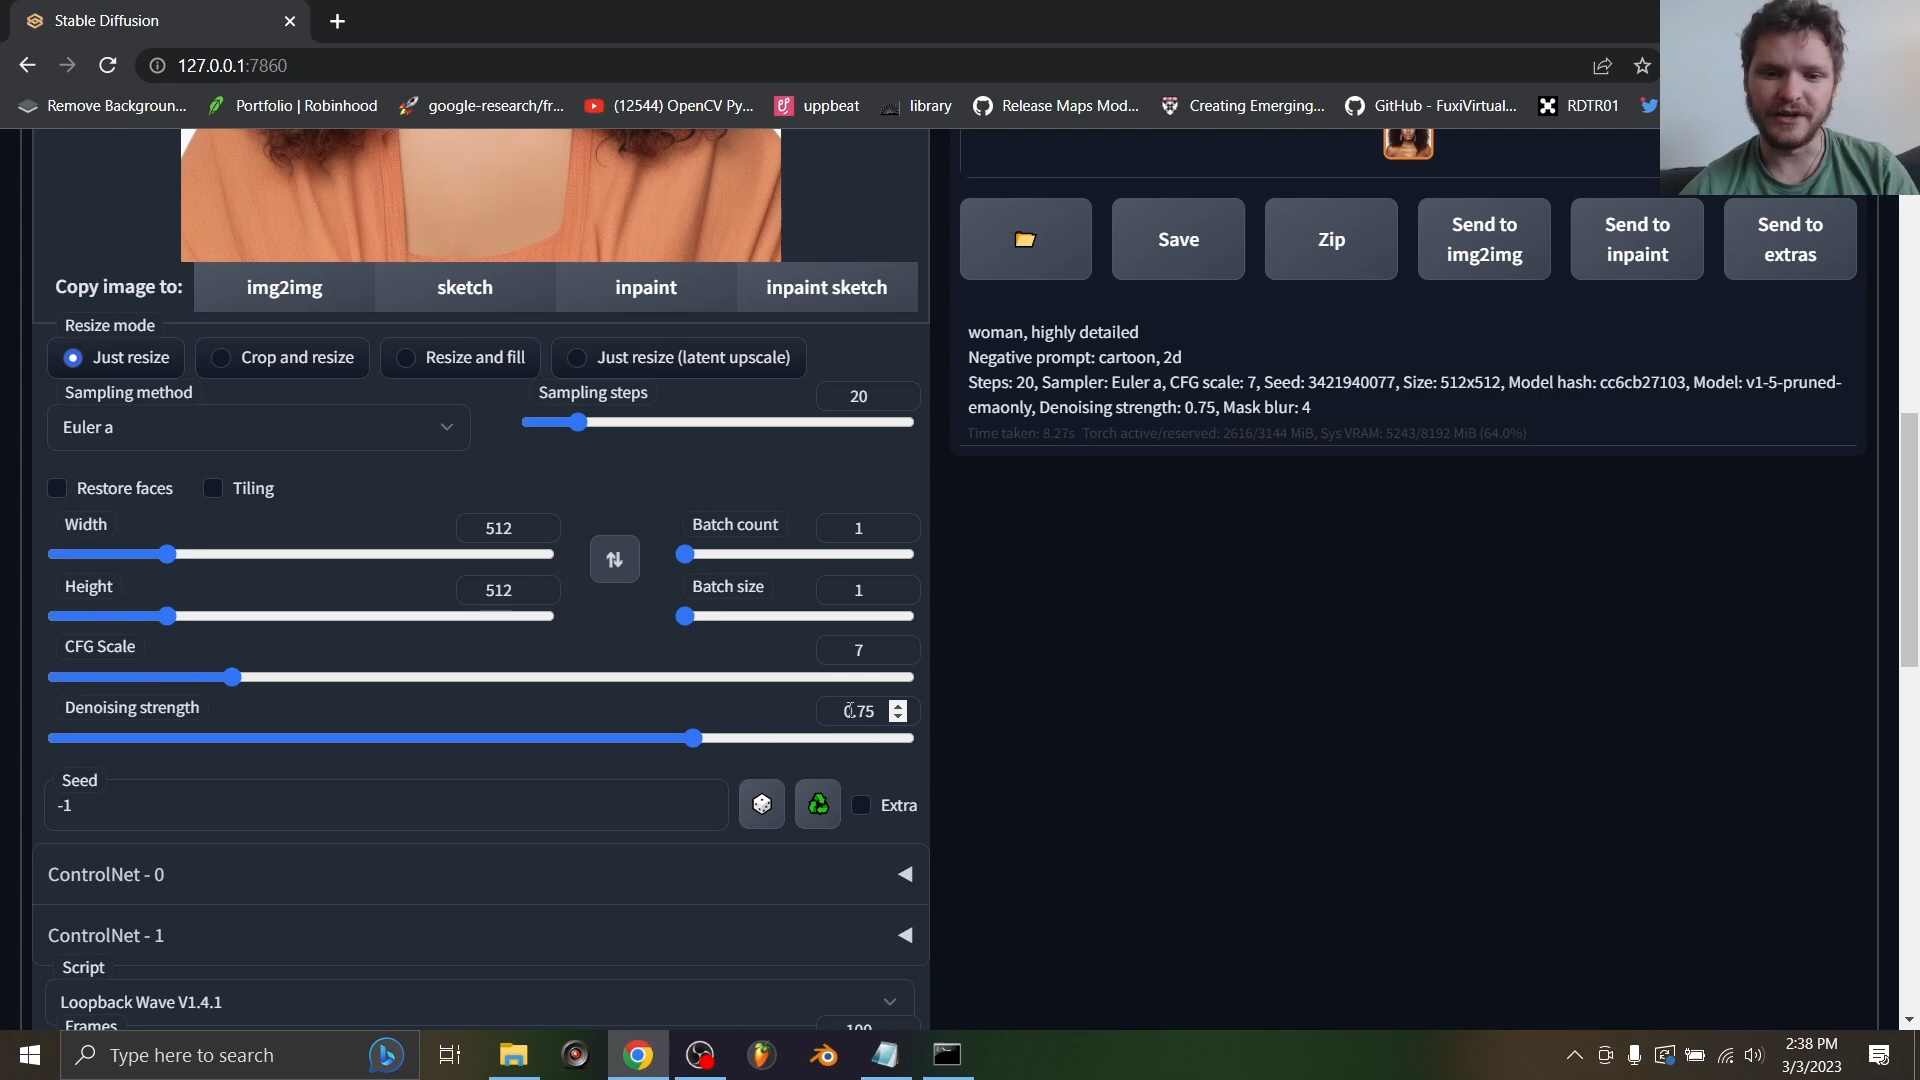 Stable Diffusion
127.0.0.1:7860
Remove Backgroun...
Portfolio | Robinhood
google-research/fr...
(12544) OpenCV Py...
uppbeat
library
Release Maps Mod...
Creating Emerging...
GitHub - FuxiVirtual...
RDTR01
Copy image to:
img2img
sketch
inpaint
inpaint sketch
Resize mode
Just resize
Crop and resize
Resize and fill
Just resize (latent upscale)
Sampling method
Euler a
Sampling steps
20
Restore faces
Tiling
Width
512
Batch count
1
Height
512
Batch size
1
CFG Scale
7
Denoising strength
0.75
Seed
-1
Extra
ControlNet - 0
ControlNet - 1
Script
Loopback Wave V1.4.1
Frames
100
Save
Zip
Send to
img2img
Send to
inpaint
Send to
extras
woman, highly detailed
Negative prompt: cartoon, 2d
Steps: 20, Sampler: Euler a, CFG scale: 7, Seed: 3421940077, Size: 512x512, Model hash: cc6cb27103, Model: v1-5-pruned-
emaonly, Denoising strength: 0.75, Mask blur: 4
Time taken: 8.27s Torch active/reserved: 2616/3144 MiB, Sys VRAM: 5243/8192 MiB (64.0%)
Type here to search
2:38 PM
3/3/2023